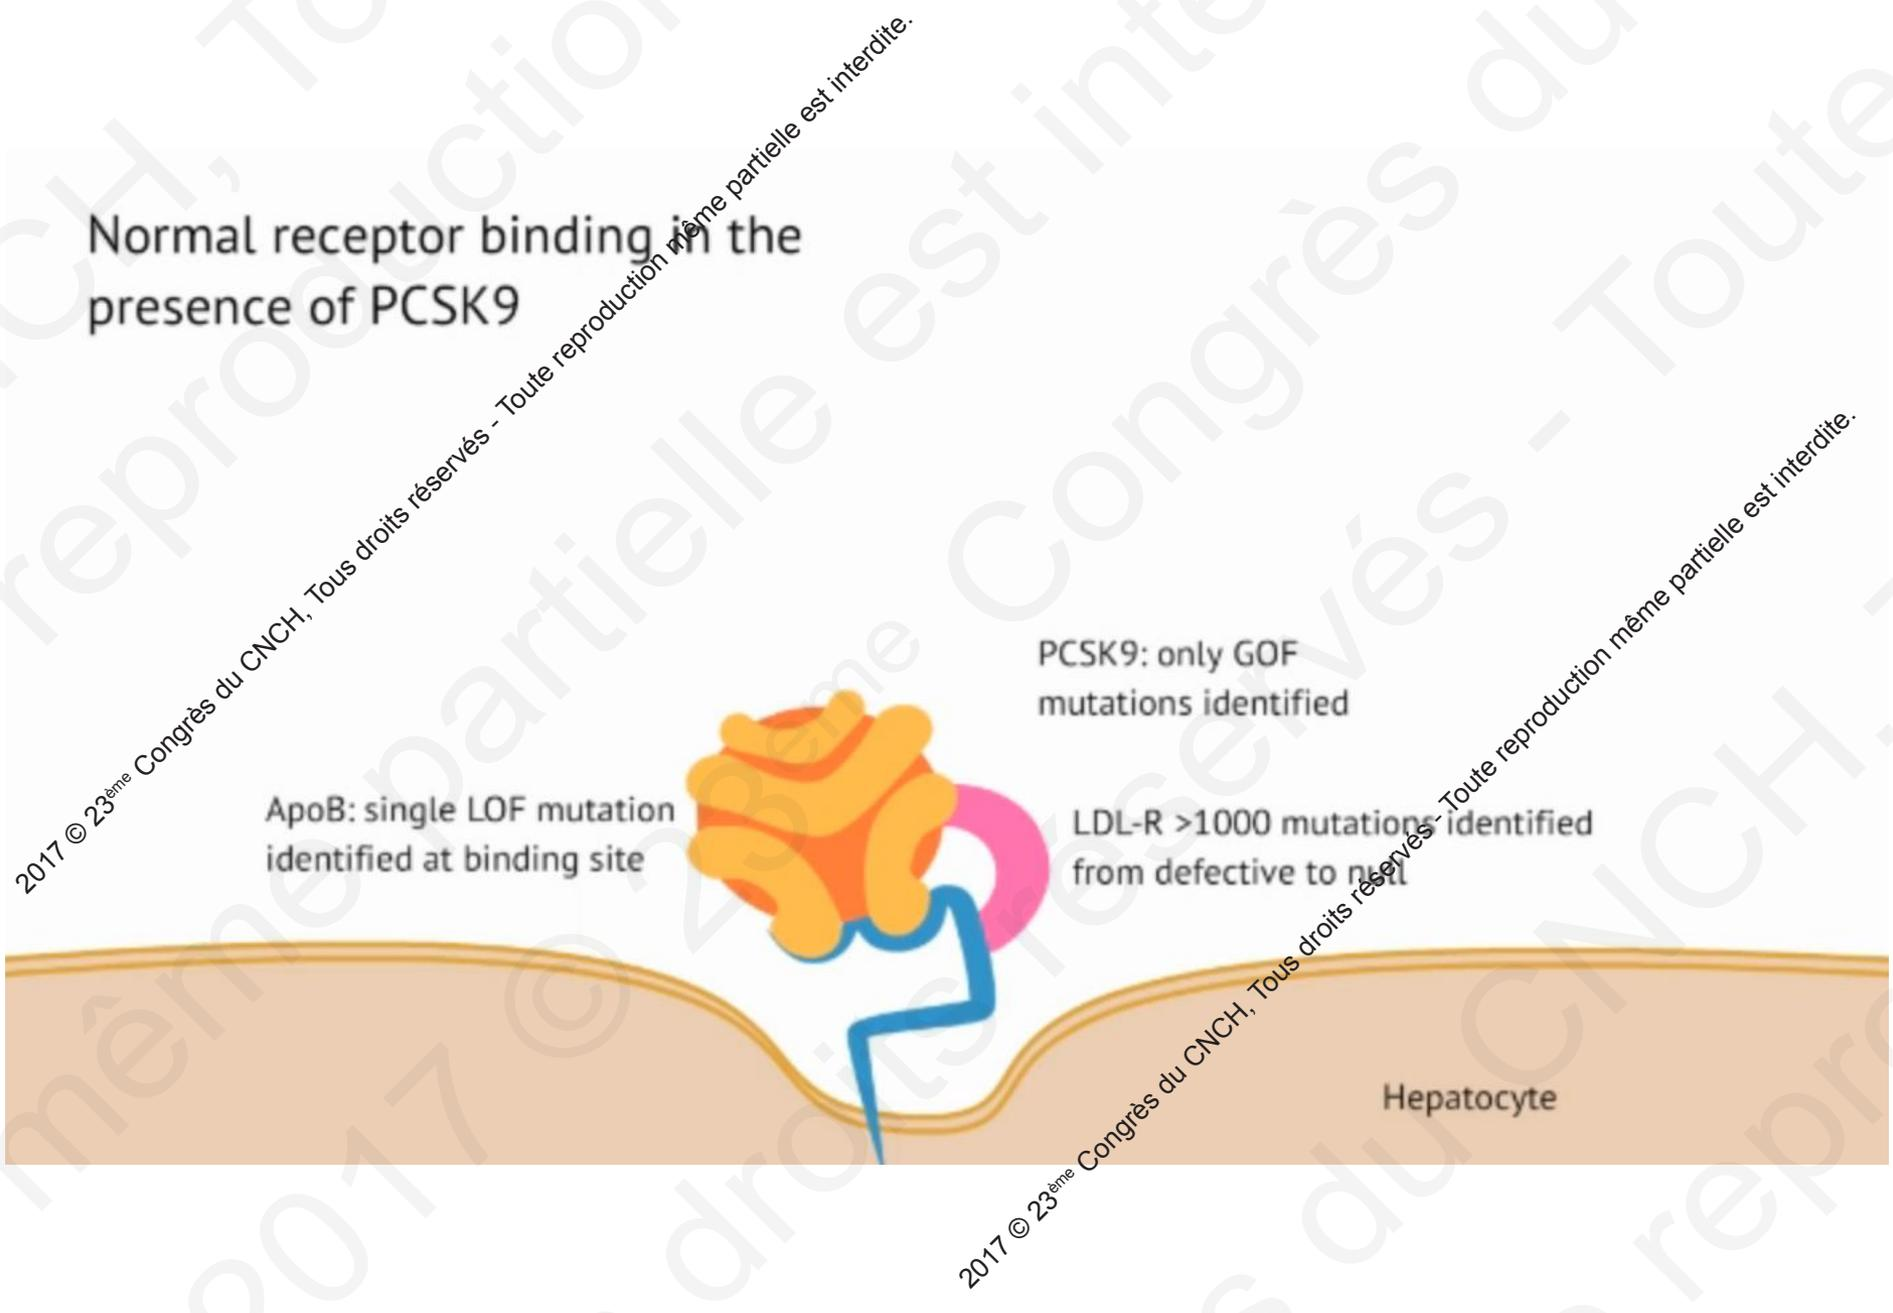 Normal receptor binding in the
presence of PCSK9
PCSK9: only GOF
mutations identified
ApoB: single LOF mutation
identified at binding site
LDL-R >1000 mutations identified
from defective to null
Hepatocyte
2017 © 23ème Congrès du CNCH, Tous droits réservés - Toute reproduction même partielle est interdite.
2017 © 23ème Congrès du CNCH, Tous droits réservés - Toute reproduction même partielle est interdite.